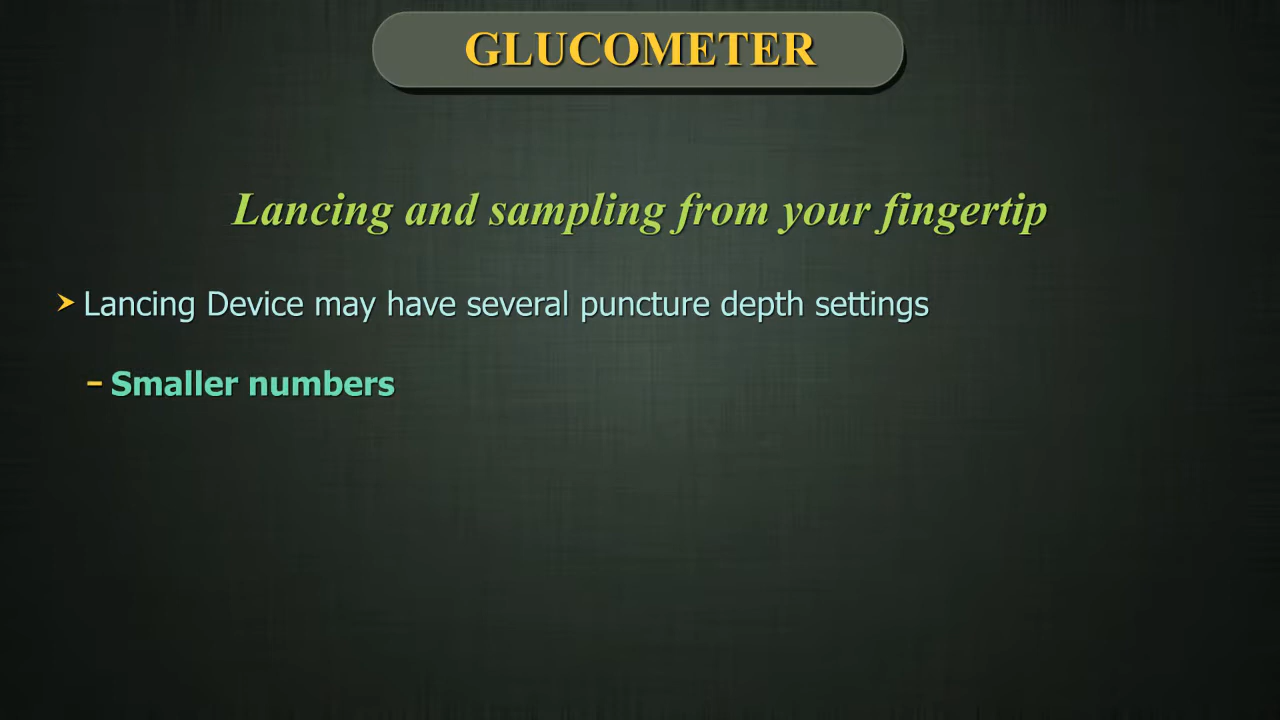 GLUCOMETER
Lancing and sampling from your fingertip
➤ Lancing Device may have several puncture depth settings
– Smaller numbers